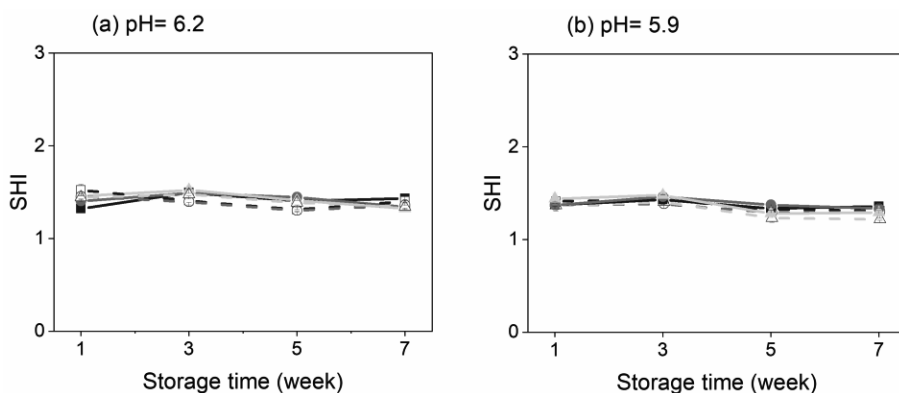 (a) pH= 6.2
3
2
1
0
SHI
1 3 5 7
Storage time (week)
(b) pH= 5.9
3
2
1
0
SHI
1 3 5 7
Storage time (week)